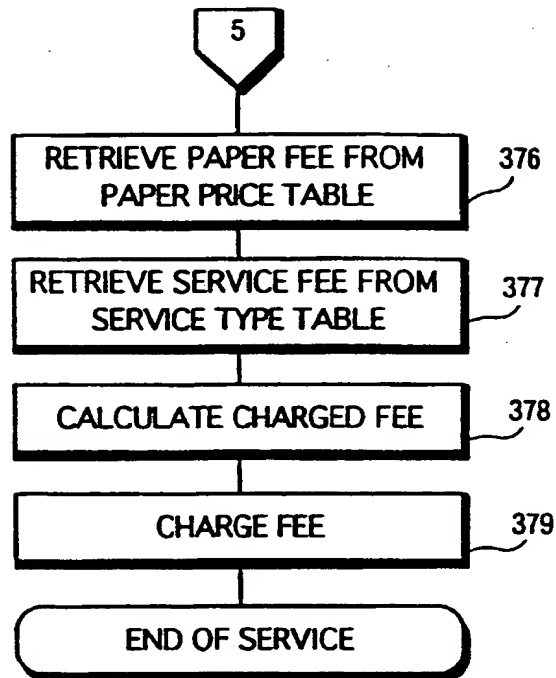 5
RETRIEVE PAPER FEE FROM
PAPER PRICE TABLE
376
RETRIEVE SERVICE FEE FROM
SERVICE TYPE TABLE
377
CALCULATE CHARGED FEE
378
CHARGE FEE
379
END OF SERVICE